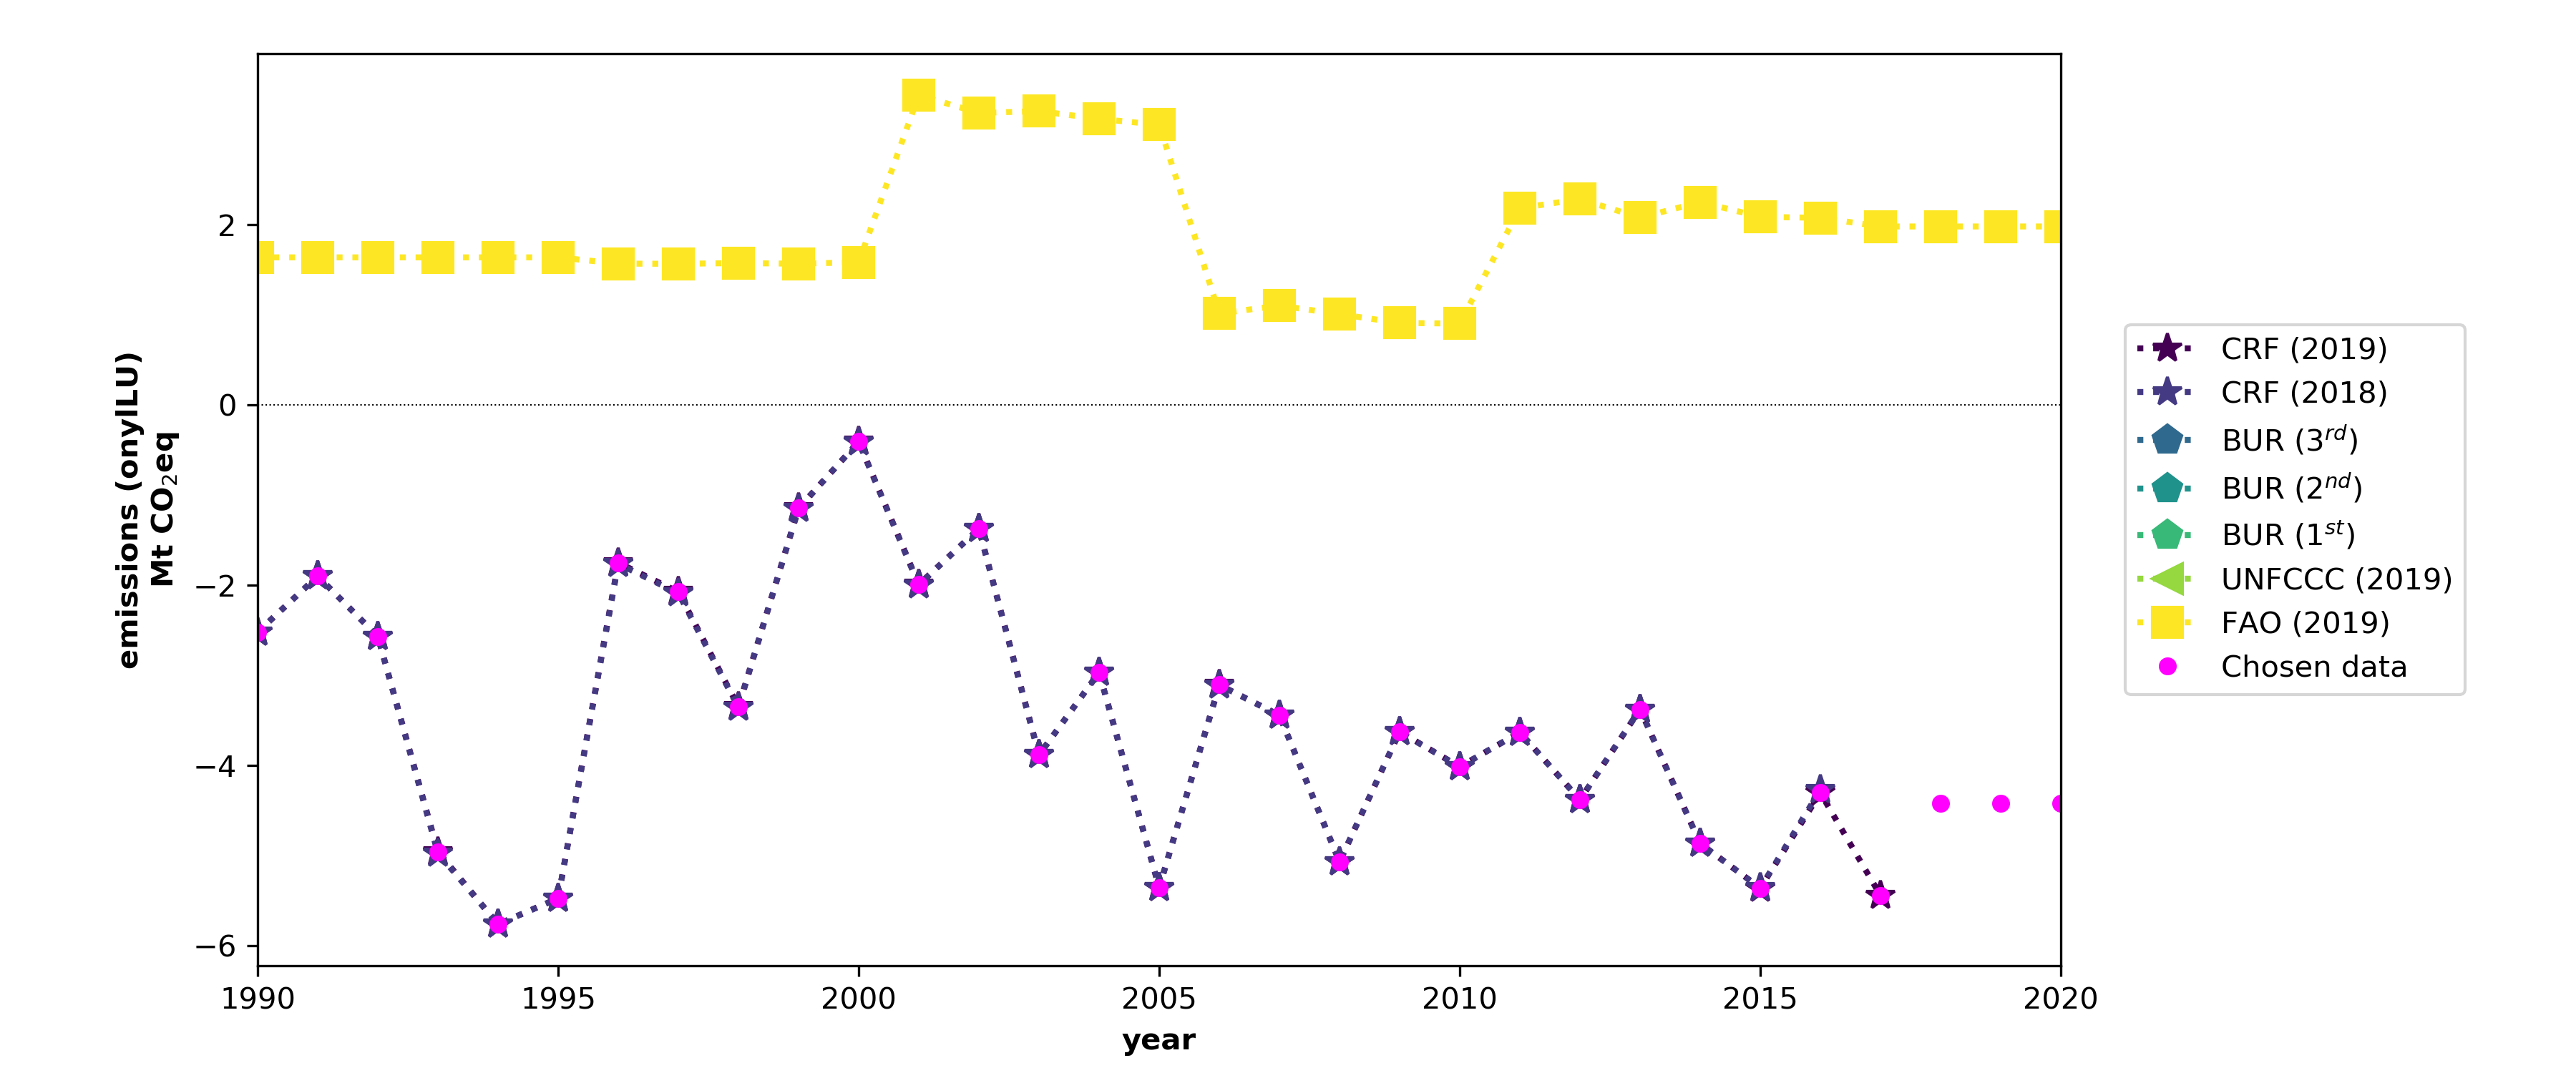 emissions (onylLU)
Mt CO₂eq
2
0
−2
−4
−6
1990
1995
2000
2005
2010
2015
2020
year
CRF (2019)
CRF (2018)
BUR (3ʳᵈ)
BUR (2ⁿᵈ)
BUR (1ˢᵗ)
UNFCCC (2019)
FAO (2019)
Chosen data